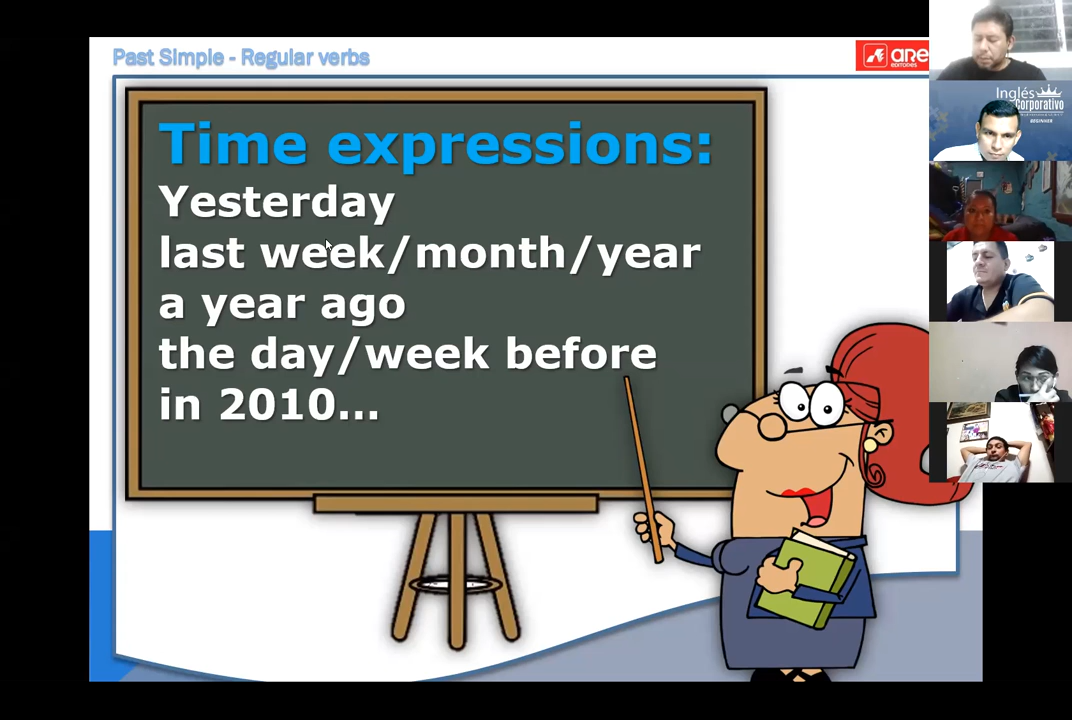 Past Simple - Regular verbs
Time expressions:
Yesterday
last week/month/year
a year ago
the day/week before
in 2010...
Inglés
Corporativo
BEGINNER